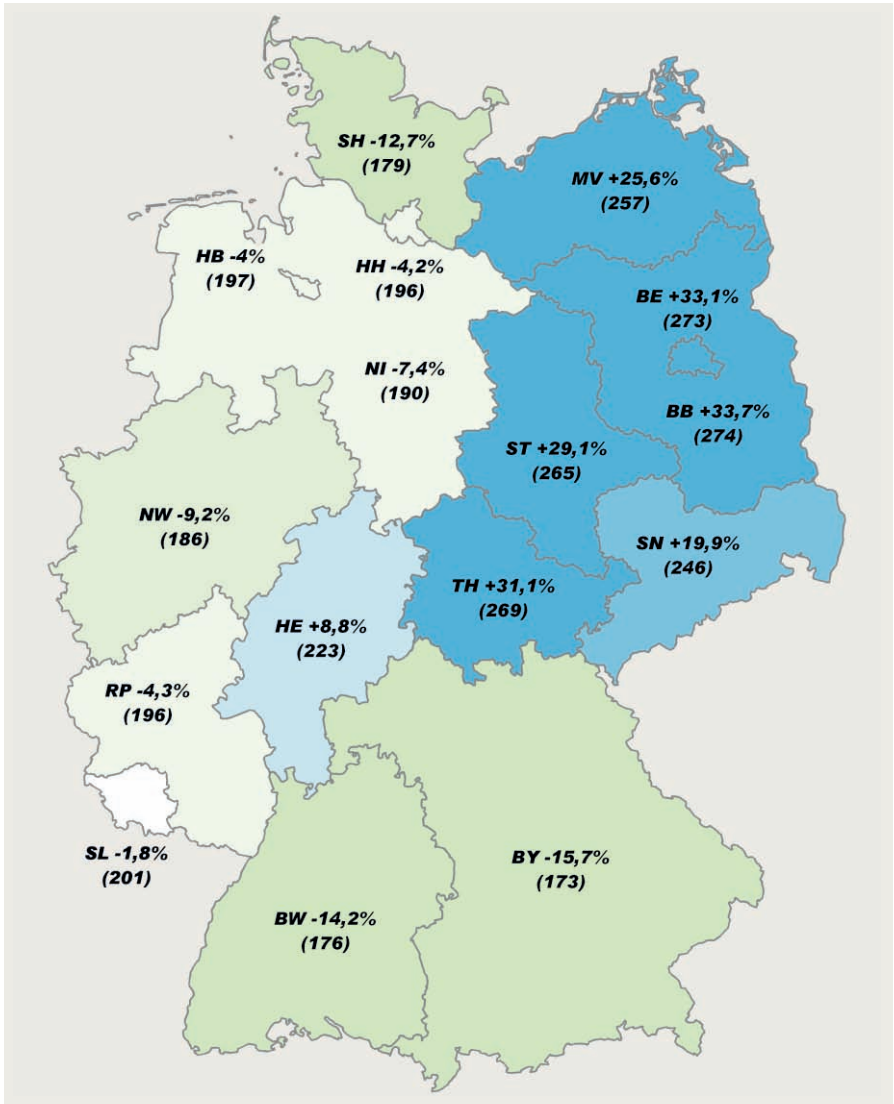 SH -12,7%
(179)
MV +25,6%
(257)
HB -4%
(197)
HH -4,2%
(196)
BE +33,1%
(273)
NI -7,4%
(190)
BB +33,7%
(274)
ST +29,1%
(265)
NW -9,2%
(186)
SN +19,9%
(246)
TH +31,1%
(269)
HE +8,8%
(223)
RP -4,3%
(196)
SL -1,8%
(201)
BY -15,7%
(173)
BW -14,2%
(176)